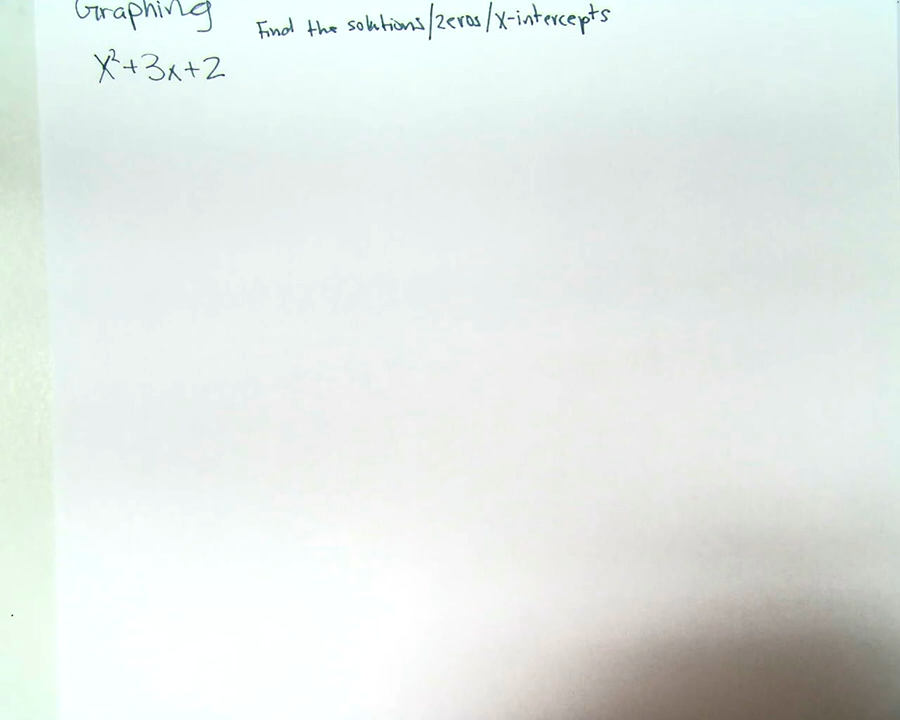 Graphing
Find the solutions/zeros/x-intercepts
x²+3x+2